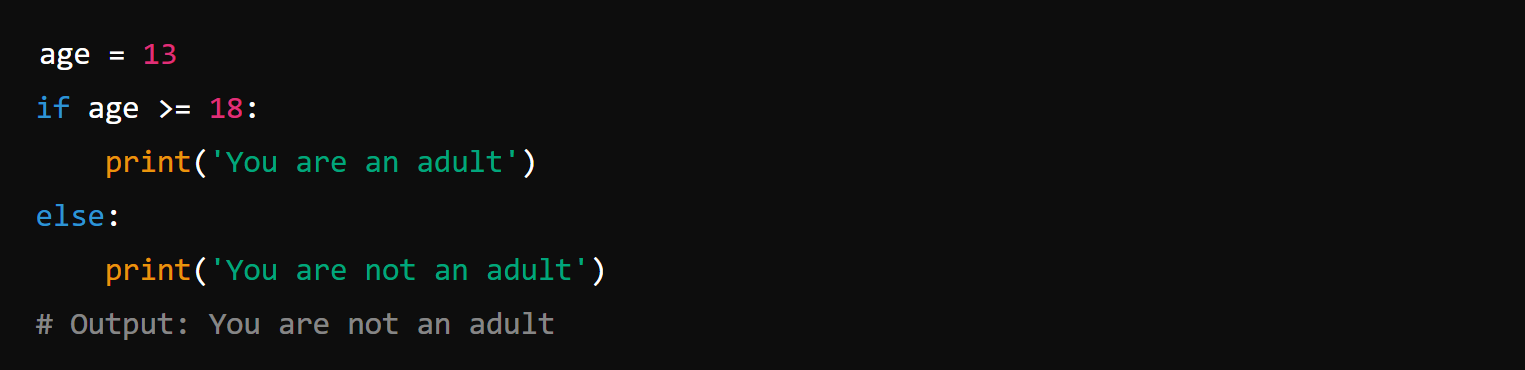 age = 13
if age >= 18:
    print('You are an adult')
else:
    print('You are not an adult')
# Output: You are not an adult